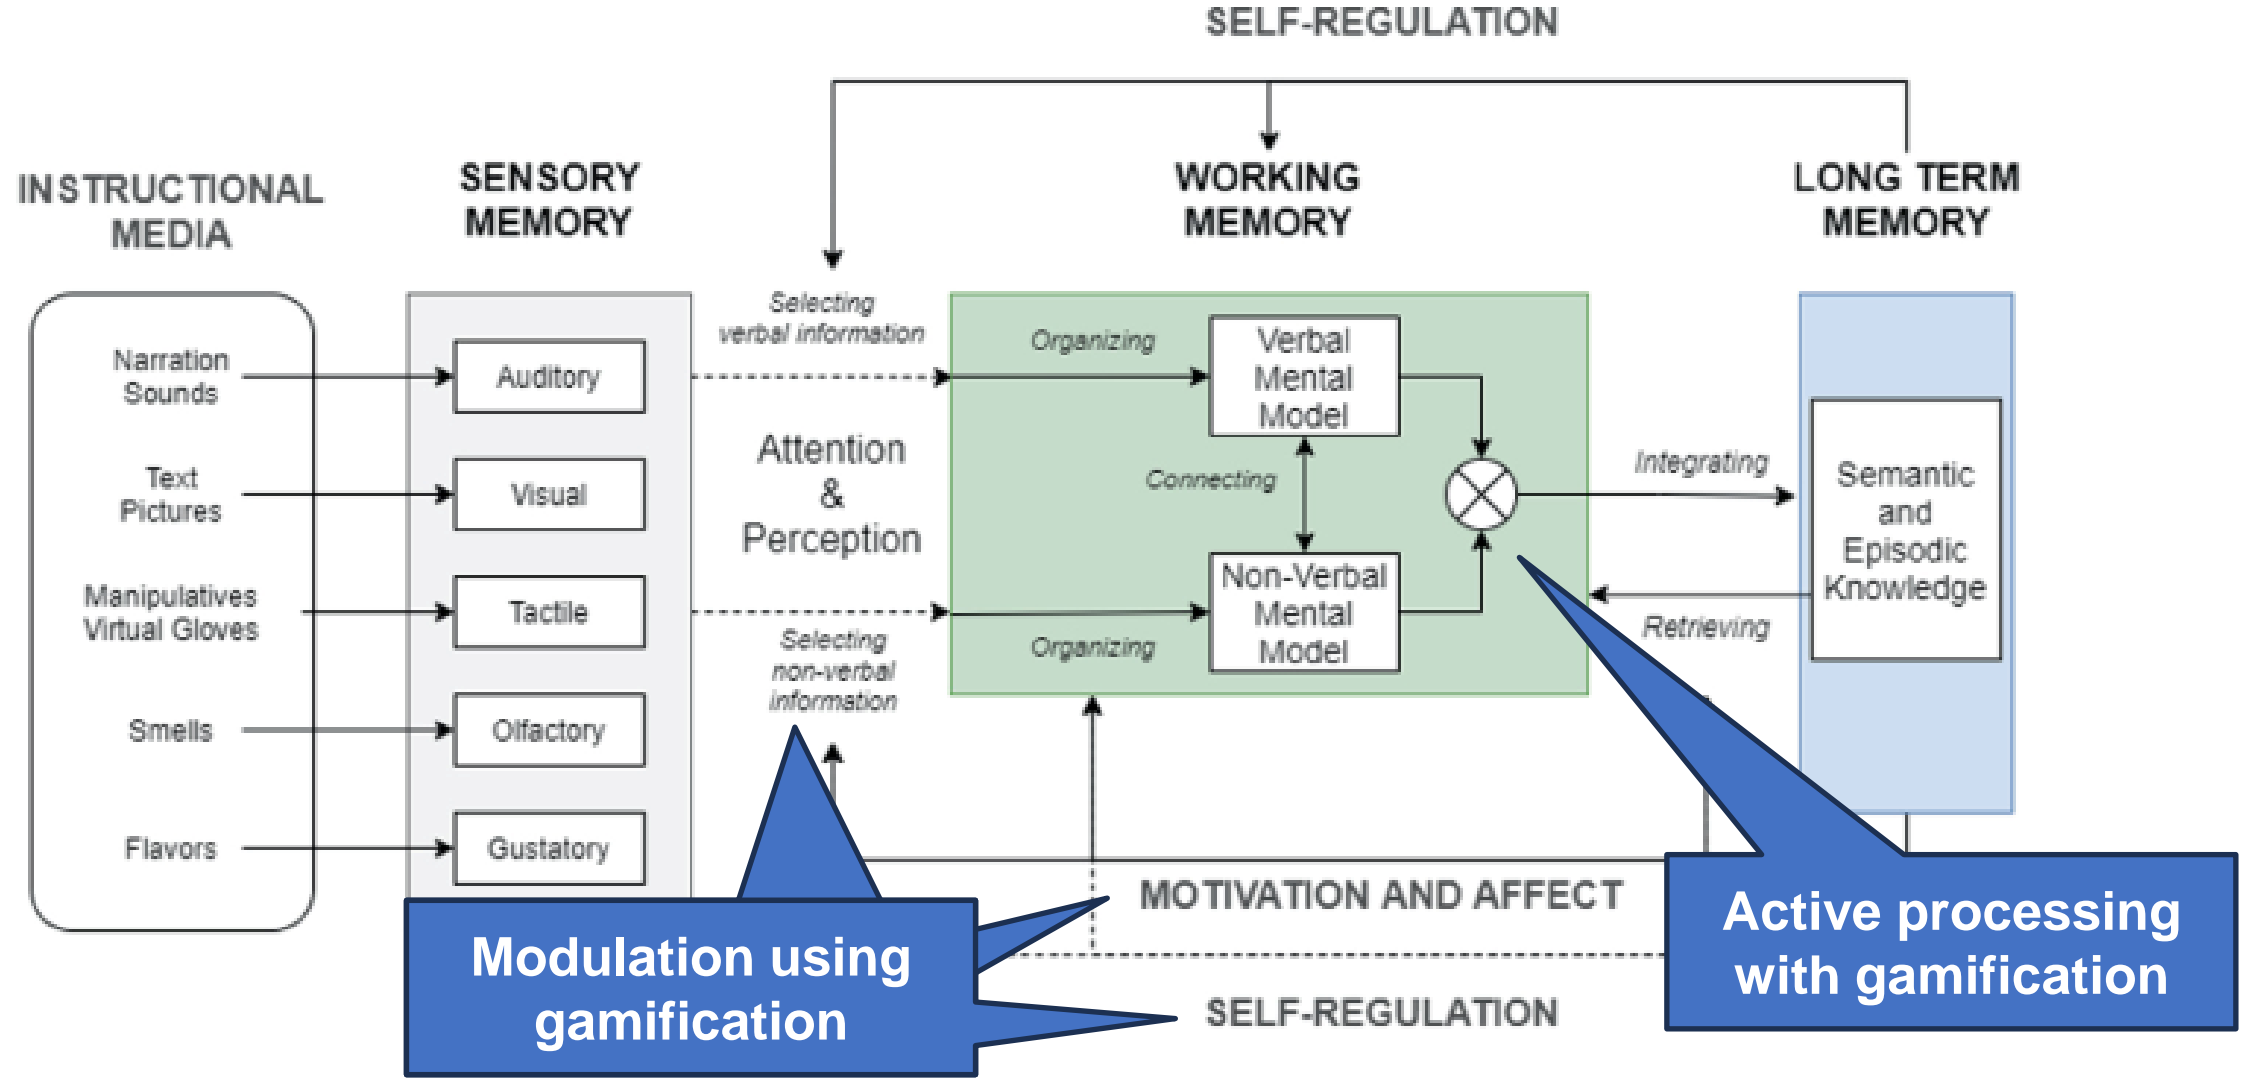 SELF-REGULATION
INSTRUCTIONAL
MEDIA
SENSORY
MEMORY
WORKING
MEMORY
LONG TERM
MEMORY
Narration
Sounds
Text
Pictures
Manipulatives
Virtual Gloves
Smells
Flavors
Auditory
Visual
Tactile
Olfactory
Gustatory
Selecting
verbal information
Attention
&
Perception
Selecting
non-verbal
information
Organizing
Verbal
Mental
Model
Connecting
Organizing
Non-Verbal
Mental
Model
Integrating
Retrieving
Semantic
and
Episodic
Knowledge
MOTIVATION AND AFFECT
Modulation using
gamification
Active processing
with gamification
SELF-REGULATION